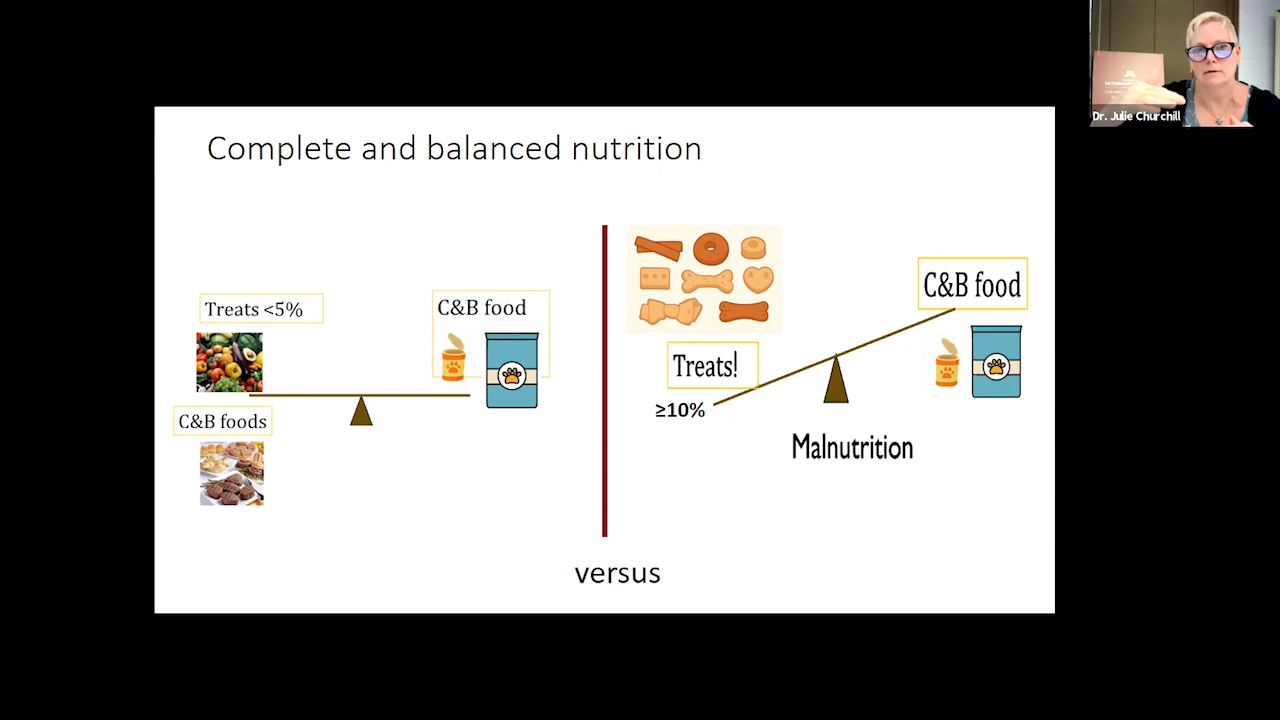 Complete and balanced nutrition
Treats <5%
C&B food
C&B foods
Treats!
≥10%
C&B food
Malnutrition
versus
Dr. Julie Churchill